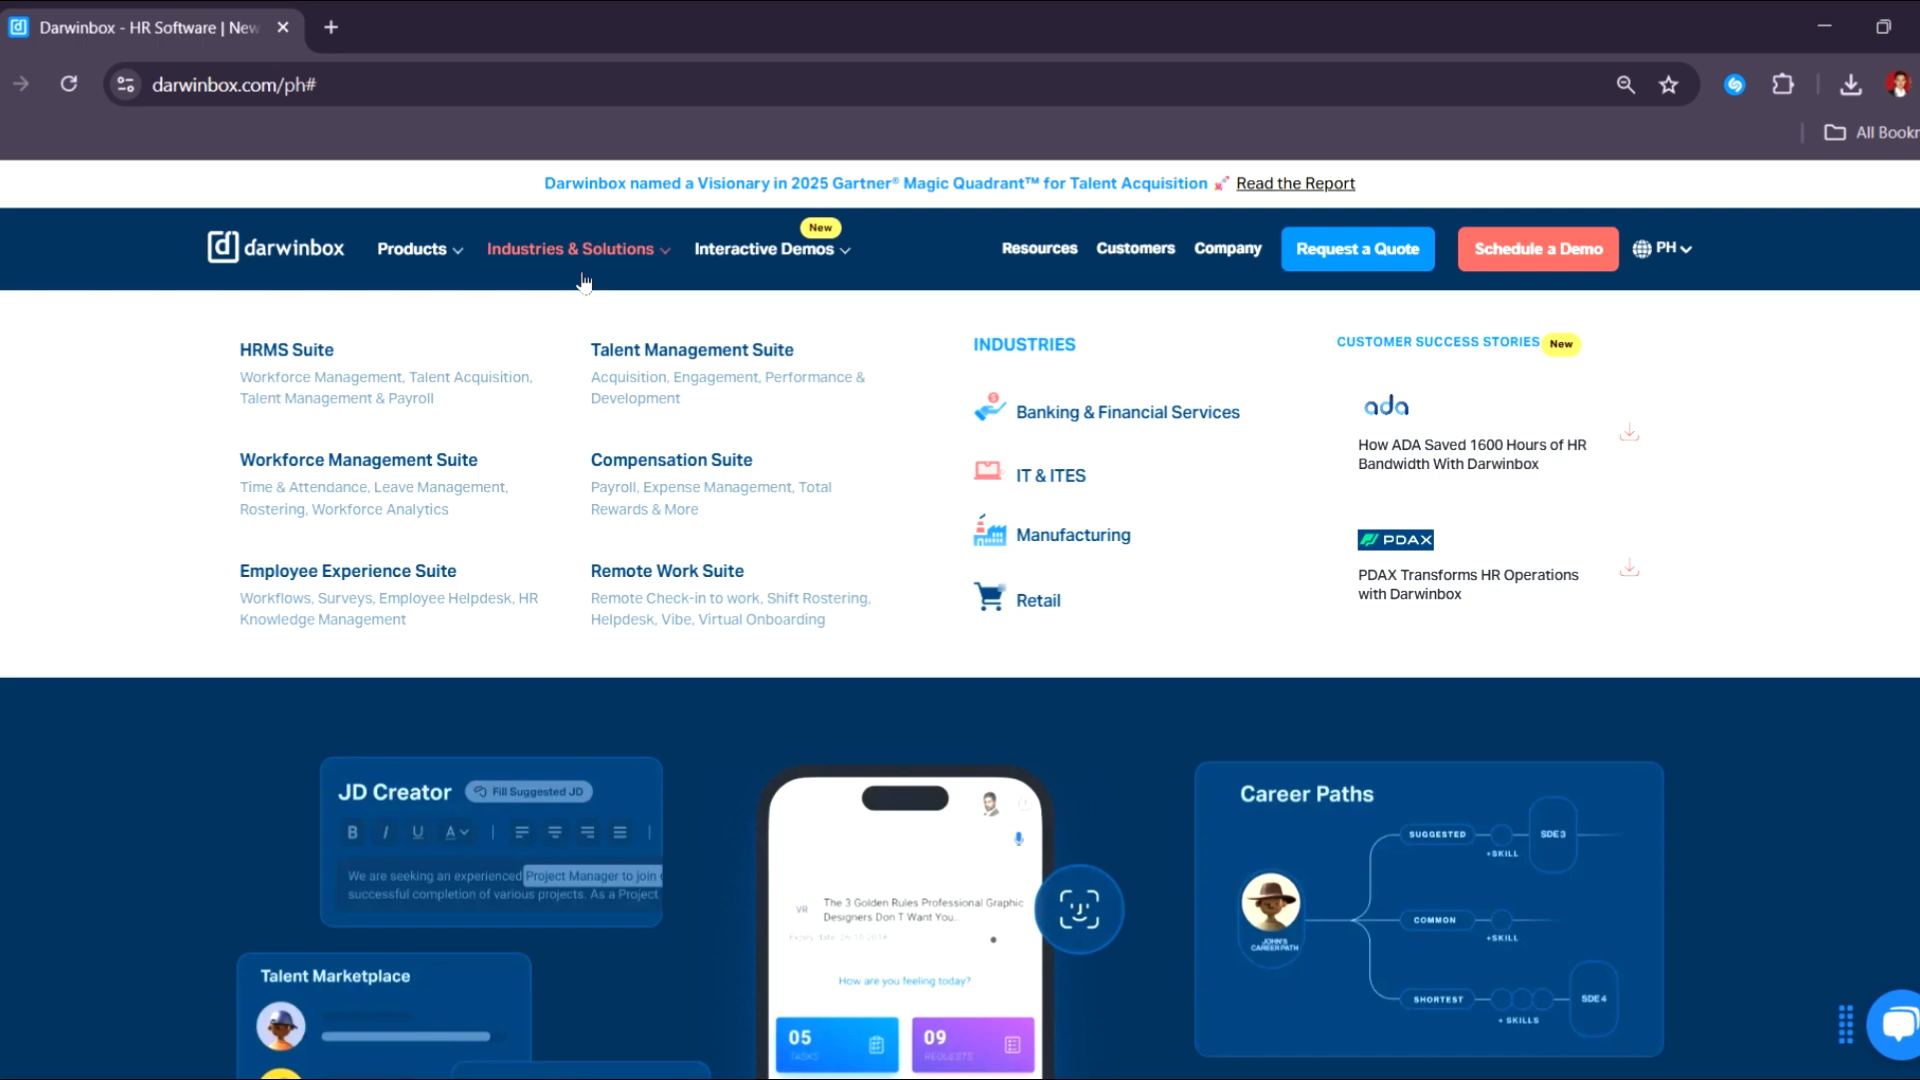 Darwinbox - HR Software | New
darwinbox.com/ph#
All Bookr
Darwinbox named a Visionary in 2025 Gartner® Magic Quadrant™ for Talent Acquisition 🚀 Read the Report
darwinbox
Products
Industries & Solutions
Interactive Demos
New
Resources
Customers
Company
Request a Quote
Schedule a Demo
PH
HRMS Suite
Workforce Management, Talent Acquisition,
Talent Management & Payroll
Talent Management Suite
Acquisition, Engagement, Performance &
Development
Workforce Management Suite
Time & Attendance, Leave Management,
Rostering, Workforce Analytics
Compensation Suite
Payroll, Expense Management, Total
Rewards & More
Employee Experience Suite
Workflows, Surveys, Employee Helpdesk, HR
Knowledge Management
Remote Work Suite
Remote Check-in to work, Shift Rostering,
Helpdesk, Vibe, Virtual Onboarding
INDUSTRIES
Banking & Financial Services
IT & ITES
Manufacturing
Retail
CUSTOMER SUCCESS STORIES New
ada
How ADA Saved 1600 Hours of HR
Bandwidth With Darwinbox
PDAX
PDAX Transforms HR Operations
with Darwinbox
JD Creator
Fill Suggested JD
B I U A
We are seeking an experienced Project Manager to join
successful completion of various projects. As a Project
Talent Marketplace
VR
The 3 Golden Rules Professional Graphic
Designers Don T Want You...
How are you feeling today?
05
TASKS
09
REQUESTS
Career Paths
JOHN'S
CAREER PATH
SUGGESTED
+SKILL
SDE3
COMMON
+SKILL
SHORTEST
+ SKILLS
SDE4